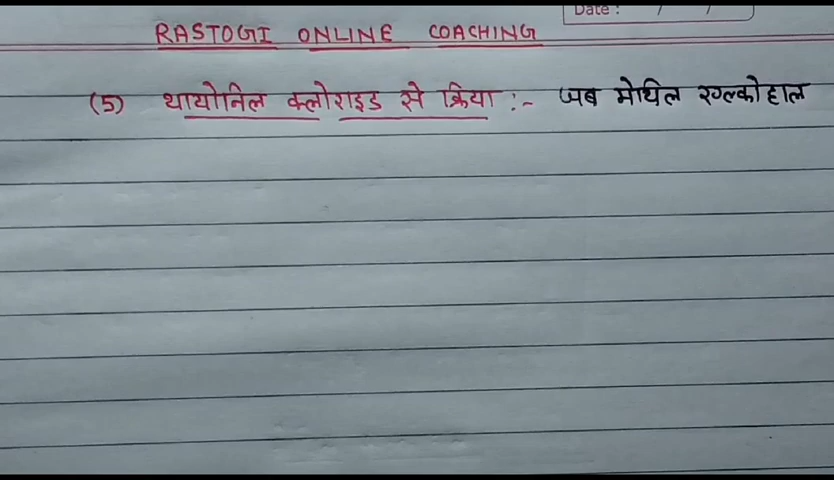 Date : / /
RASTOGI ONLINE COACHING
(5) थायोनिल क्लोराइड से क्रिया :- जब मेथिल एल्कोहाल